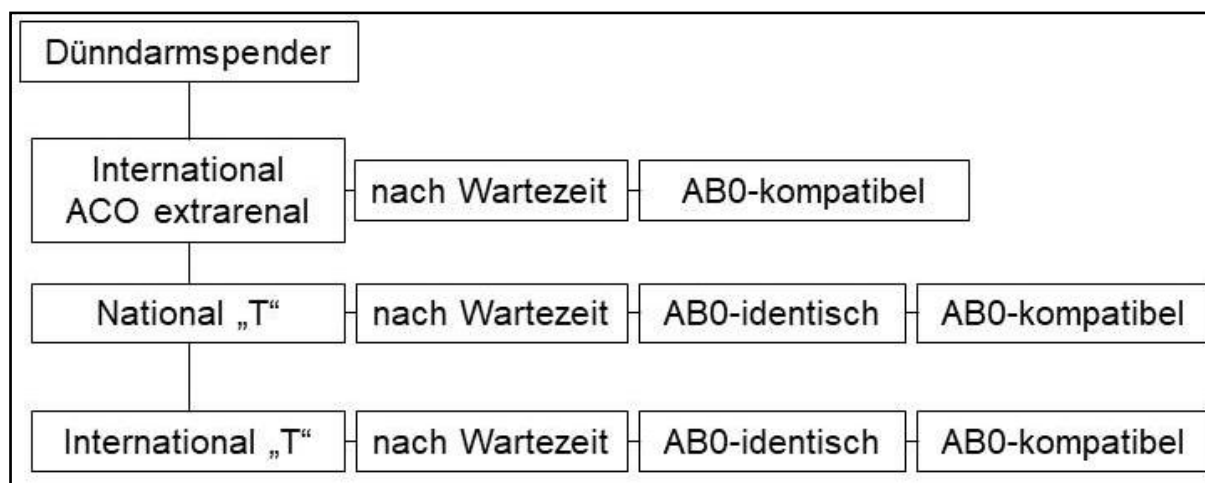 Dünndarmspender
International
ACO extrarenal
nach Wartezeit
AB0-kompatibel
National „T“
nach Wartezeit
AB0-identisch
AB0-kompatibel
International „T“
nach Wartezeit
AB0-identisch
AB0-kompatibel